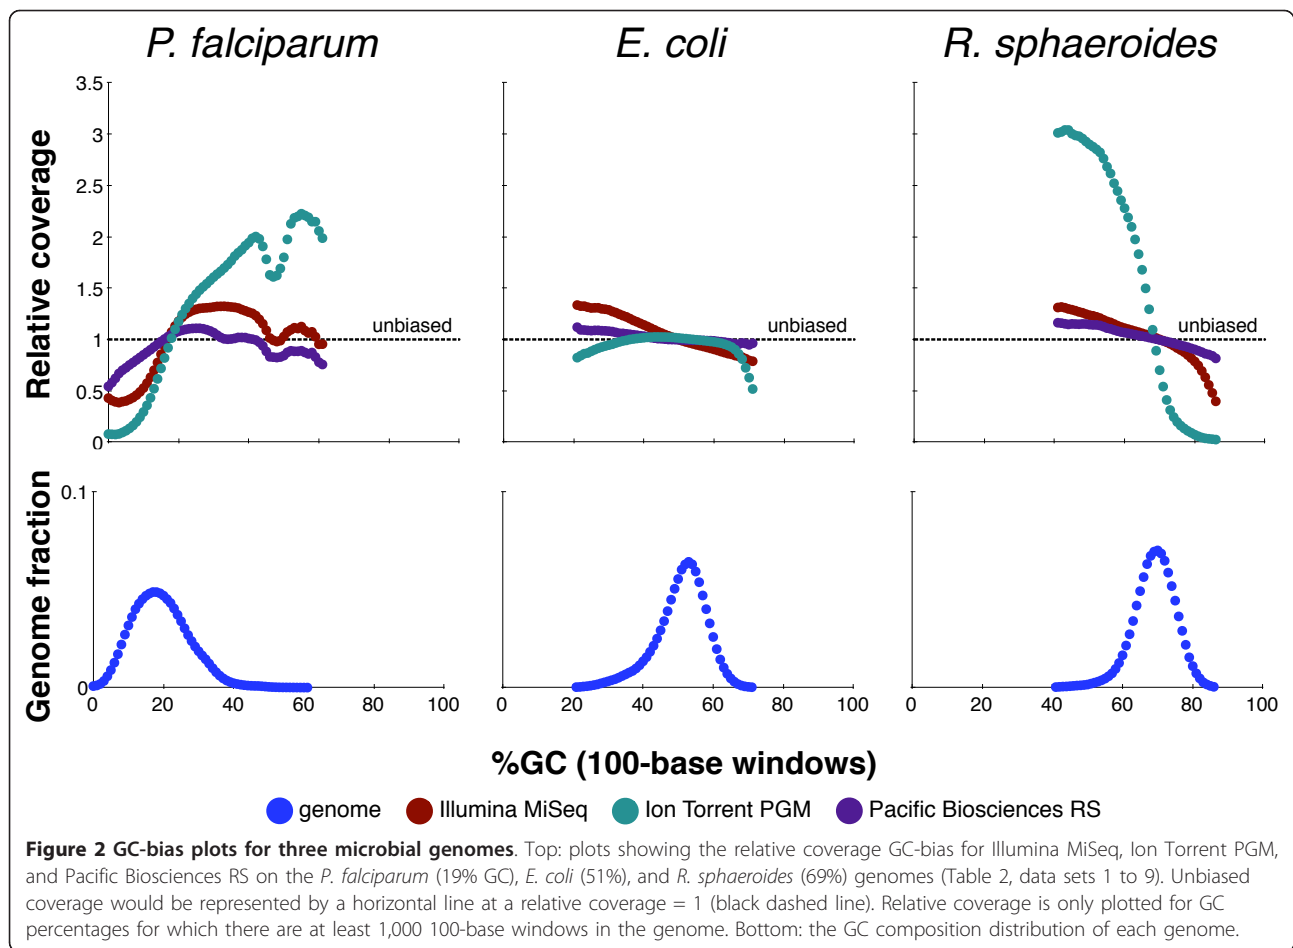 P. falciparum
E. coli
R. sphaeroides
Relative coverage
3.5
3
2.5
2
1.5
1
0.5
0
unbiased
unbiased
unbiased
Genome fraction
0.1
0
0 20 40 60 80 100
0 20 40 60 80 100
0 20 40 60 80 100
%GC (100-base windows)
genome Illumina MiSeq Ion Torrent PGM Pacific Biosciences RS
Figure 2 GC-bias plots for three microbial genomes. Top: plots showing the relative coverage GC-bias for Illumina MiSeq, Ion Torrent PGM,
and Pacific Biosciences RS on the P. falciparum (19% GC), E. coli (51%), and R. sphaeroides (69%) genomes (Table 2, data sets 1 to 9). Unbiased
coverage would be represented by a horizontal line at a relative coverage = 1 (black dashed line). Relative coverage is only plotted for GC
percentages for which there are at least 1,000 100-base windows in the genome. Bottom: the GC composition distribution of each genome.